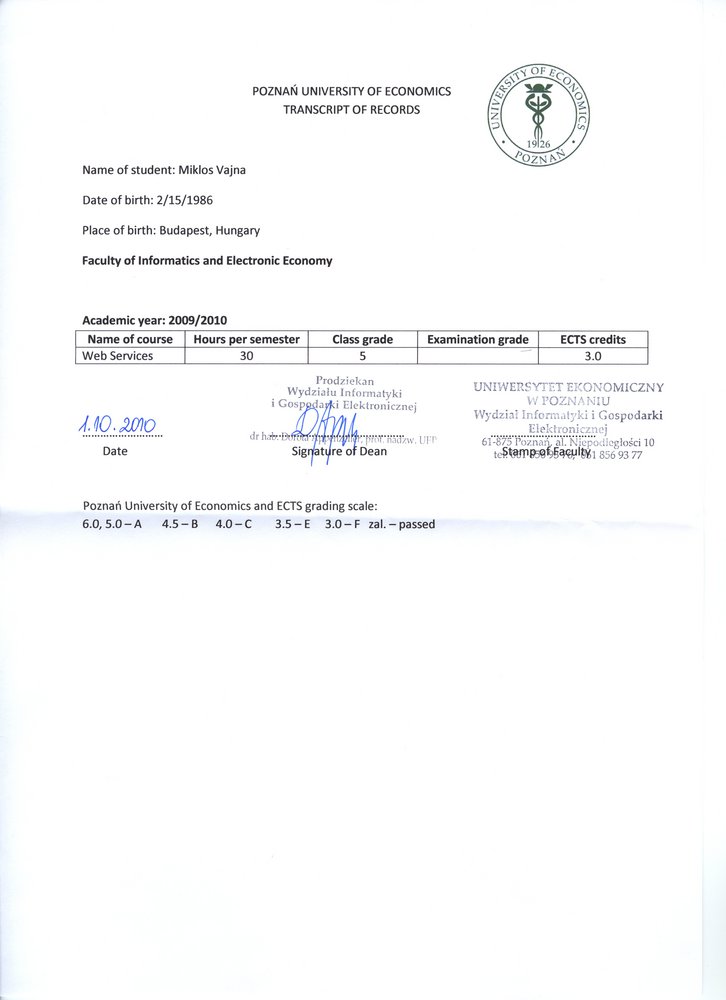 POZNAŃ UNIVERSITY OF ECONOMICS
TRANSCRIPT OF RECORDS
UNIVERSITY OF ECONOMICS
1926
POZNAŃ
Name of student: Miklos Vajna
Date of birth: 2/15/1986
Place of birth: Budapest, Hungary
Faculty of Informatics and Electronic Economy
Academic year: 2009/2010
Name of course Hours per semester Class grade Examination grade ECTS credits
Web Services 30 5 3.0
Prodziekan
Wydziału Informatyki
i Gospodarki Elektronicznej
dr hab. prof. nadzw. UEP
UNIWERSYTET EKONOMICZNY
W POZNANIU
Wydział Informatyki i Gospodarki
Elektronicznej
61-875 Poznań, al. Niepodległości 10
856 93 77
1.10.2010
Date Signature of Dean Stamp of Faculty
Poznań University of Economics and ECTS grading scale:
6.0, 5.0 – A 4.5 – B 4.0 – C 3.5 – E 3.0 – F zal. – passed